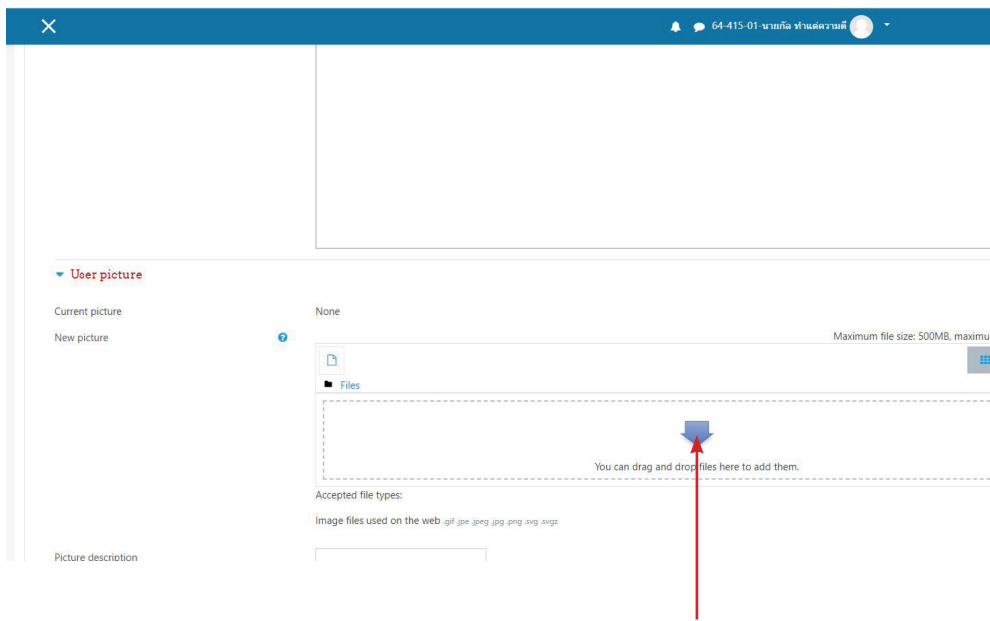 64-415-01-นายกัล ทำแต่ความดี
User picture
Current picture
None
New picture
Maximum file size: 500MB, maximu
Files
You can drag and drop files here to add them.
Accepted file types:
Image files used on the web .gif .jpe .jpeg .jpg .png .svg .svgz
Picture description